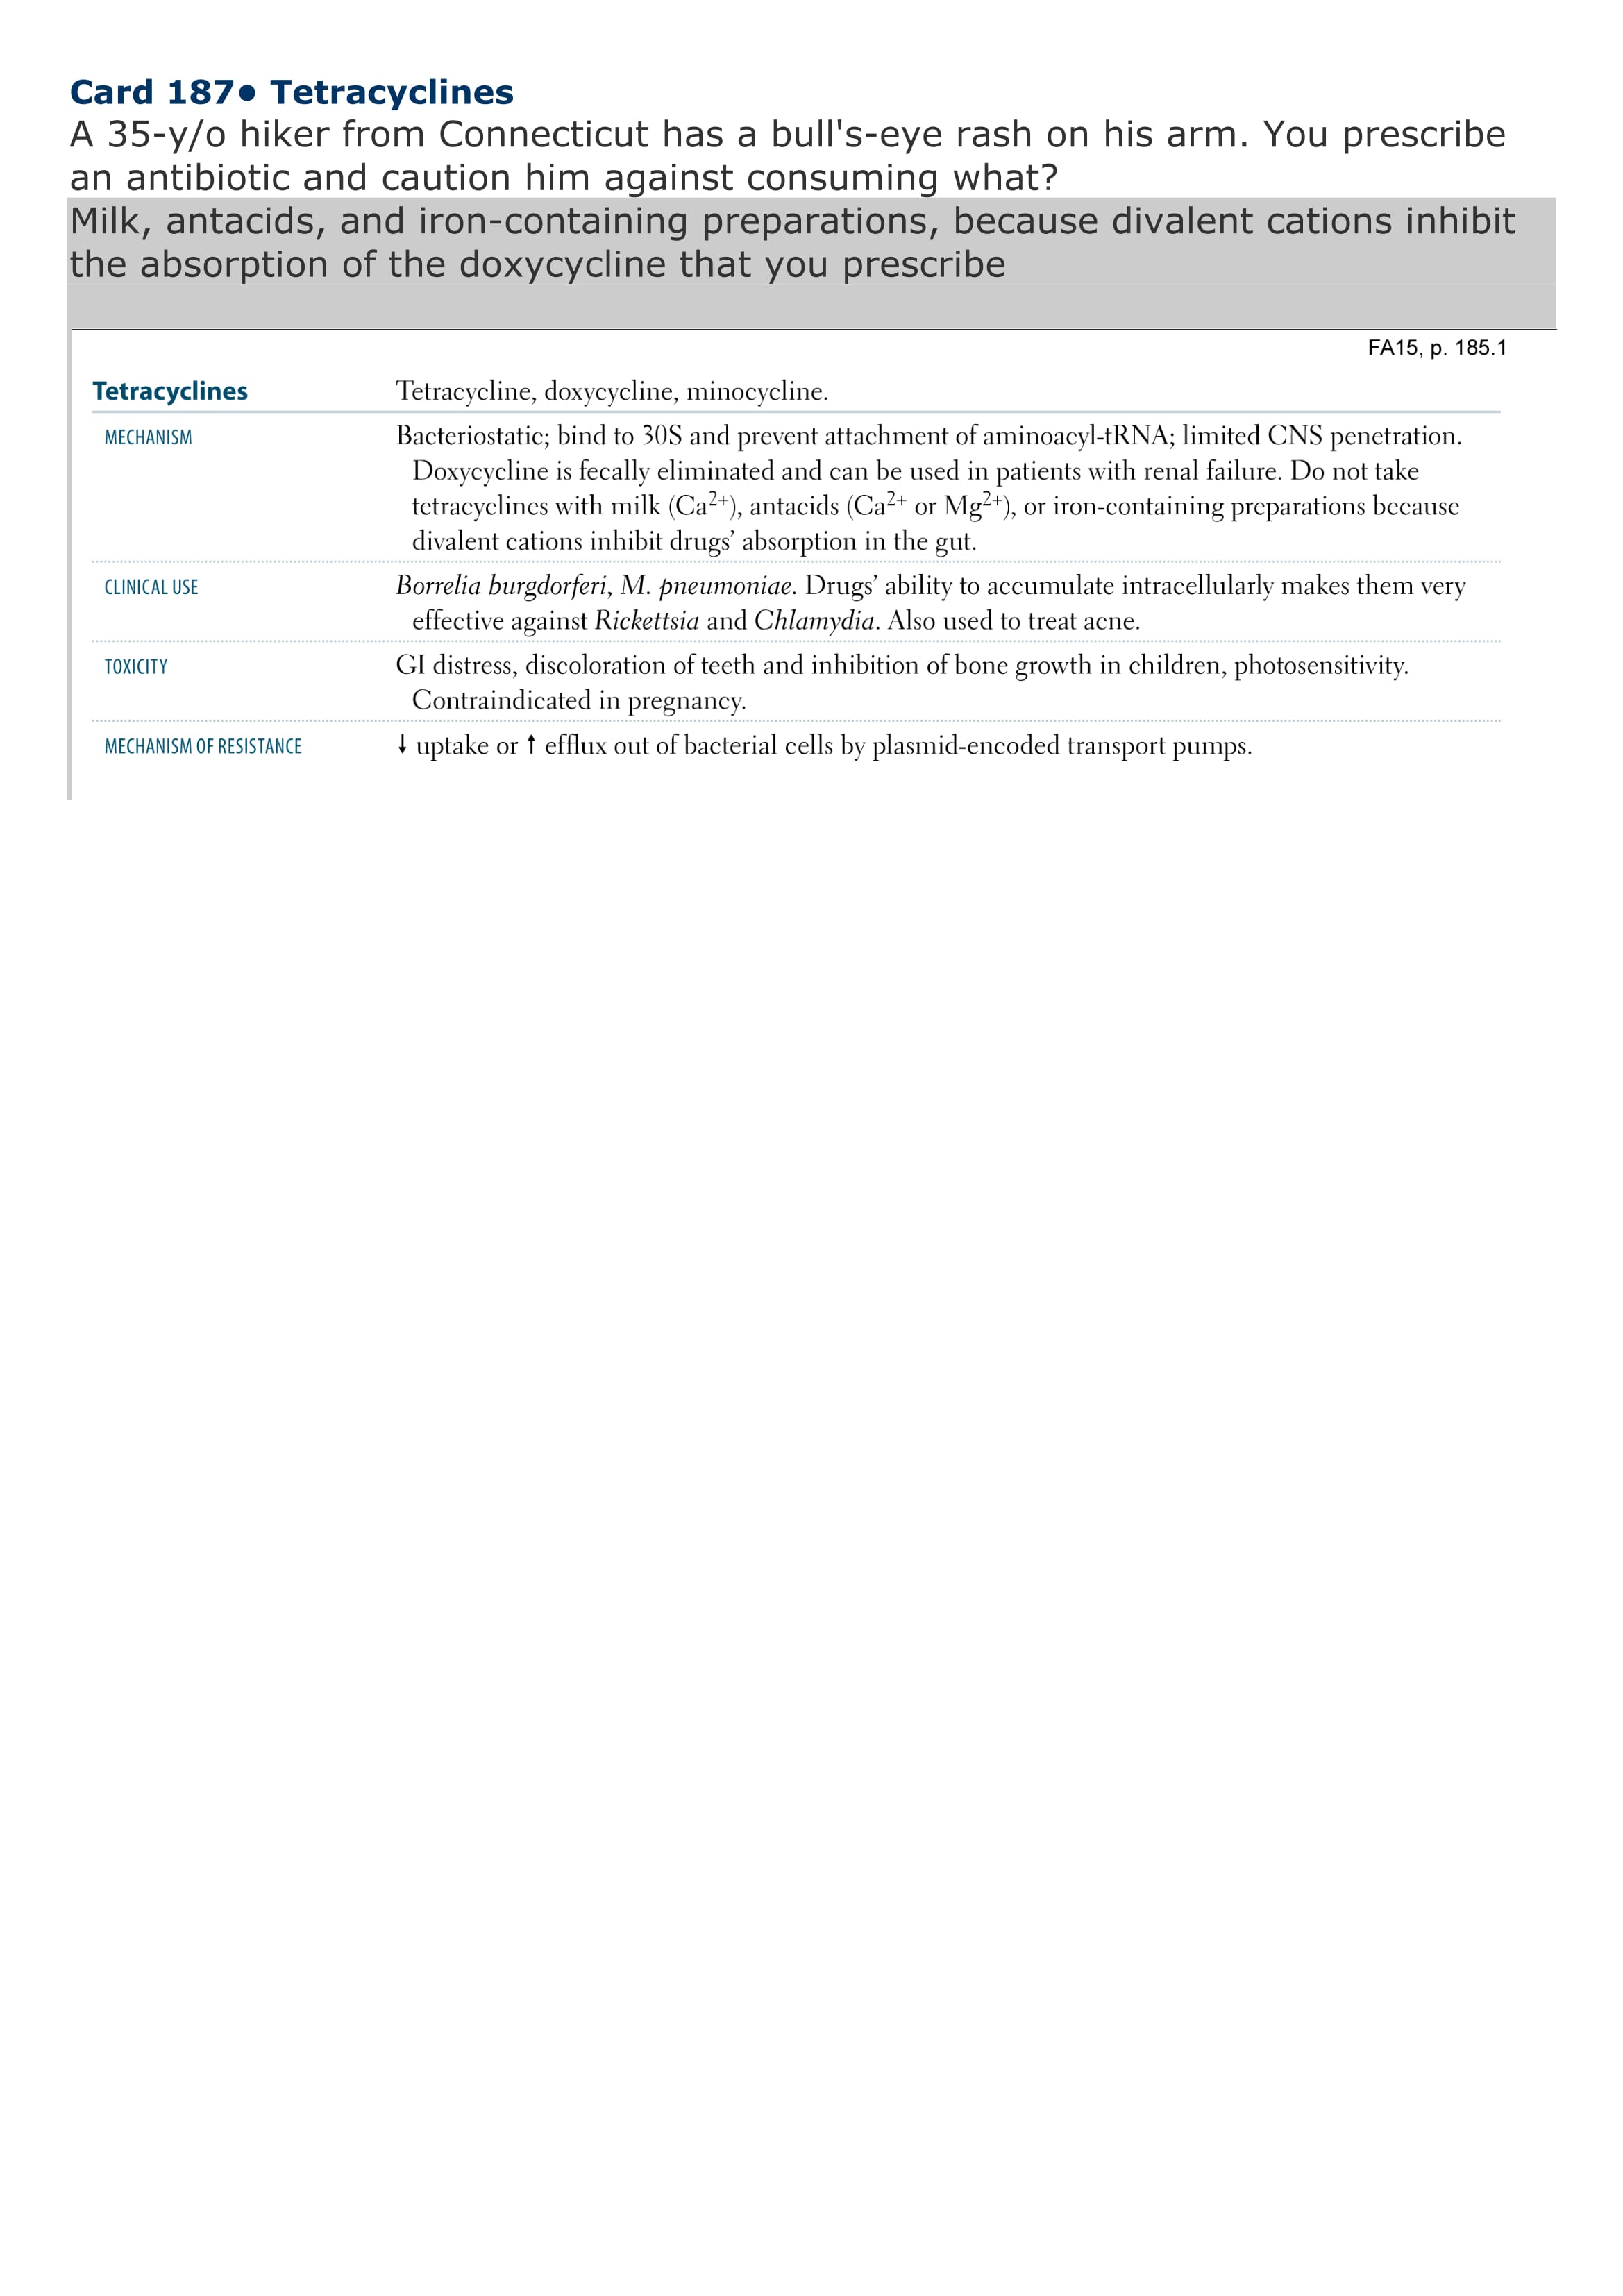 Card 187● Tetracyclines
A 35-y/o hiker from Connecticut has a bull's-eye rash on his arm. You prescribe
an antibiotic and caution him against consuming what?
Milk, antacids, and iron-containing preparations, because divalent cations inhibit
the absorption of the doxycycline that you prescribe
FA15, p. 185.1
Tetracyclines Tetracycline, doxycycline, minocycline.
MECHANISM Bacteriostatic; bind to 30S and prevent attachment of aminoacyl-tRNA; limited CNS penetration.
Doxycycline is fecally eliminated and can be used in patients with renal failure. Do not take
tetracyclines with milk (Ca²⁺), antacids (Ca²⁺ or Mg²⁺), or iron-containing preparations because
divalent cations inhibit drugs’ absorption in the gut.
CLINICAL USE Borrelia burgdorferi, M. pneumoniae. Drugs’ ability to accumulate intracellularly makes them very
effective against Rickettsia and Chlamydia. Also used to treat acne.
TOXICITY GI distress, discoloration of teeth and inhibition of bone growth in children, photosensitivity.
Contraindicated in pregnancy.
MECHANISM OF RESISTANCE ↓ uptake or ↑ efflux out of bacterial cells by plasmid-encoded transport pumps.